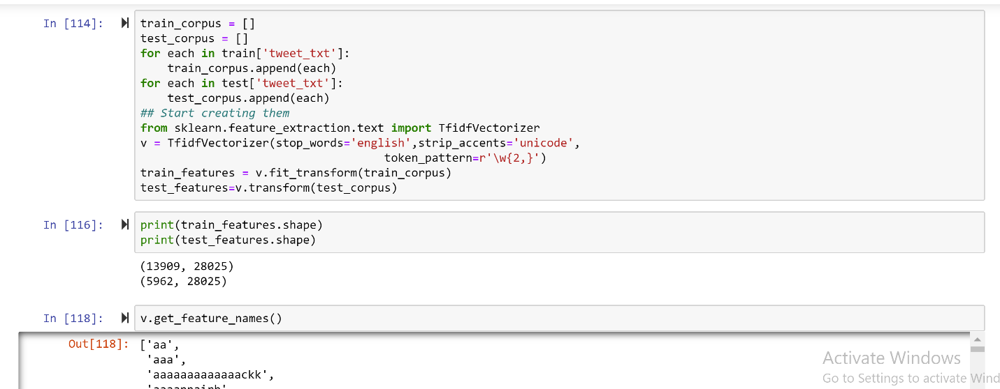 In [114]:
train_corpus = []
test_corpus = []
for each in train['tweet_txt']:
    train_corpus.append(each)
for each in test['tweet_txt']:
    test_corpus.append(each)
## Start creating them
from sklearn.feature_extraction.text import TfidfVectorizer
v = TfidfVectorizer(stop_words='english',strip_accents='unicode',
                                    token_pattern=r'\w{2,}')
train_features = v.fit_transform(train_corpus)
test_features=v.transform(test_corpus)
In [116]:
print(train_features.shape)
print(test_features.shape)
(13909, 28025)
(5962, 28025)
In [118]:
v.get_feature_names()
Out[118]: ['aa',
 'aaa',
 'aaaaaaaaaaaaaackk',
Activate Windows
Go to Settings to activate Wind